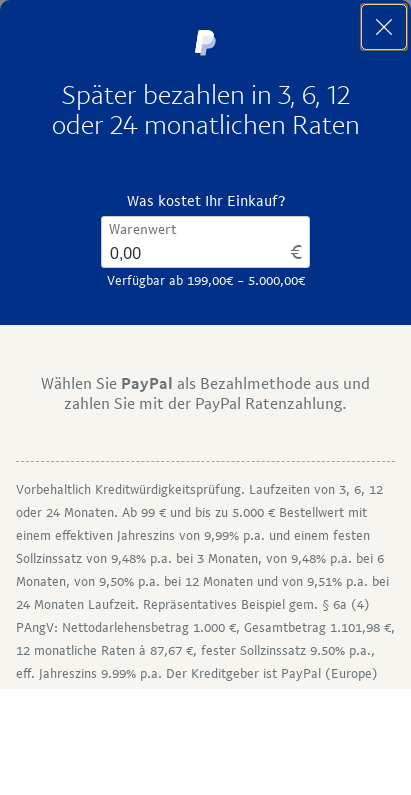 Später bezahlen in 3, 6, 12
oder 24 monatlichen Raten
Was kostet Ihr Einkauf?
Warenwert
0,00 €
Verfügbar ab 199,00€ – 5.000,00€
Wählen Sie PayPal als Bezahlmethode aus und
zahlen Sie mit der PayPal Ratenzahlung.
Vorbehaltlich Kreditwürdigkeitsprüfung. Laufzeiten von 3, 6, 12
oder 24 Monaten. Ab 99 € und bis zu 5.000 € Bestellwert mit
einem effektiven Jahreszins von 9,99% p.a. und einem festen
Sollzinssatz von 9,48% p.a. bei 3 Monaten, von 9,48% p.a. bei 6
Monaten, von 9,50% p.a. bei 12 Monaten und von 9,51% p.a. bei
24 Monaten Laufzeit. Repräsentatives Beispiel gem. § 6a (4)
PAngV: Nettodarlehensbetrag 1.000 €, Gesamtbetrag 1.101,98 €,
12 monatliche Raten à 87,67 €, fester Sollzinssatz 9.50% p.a.,
eff. Jahreszins 9.99% p.a. Der Kreditgeber ist PayPal (Europe)